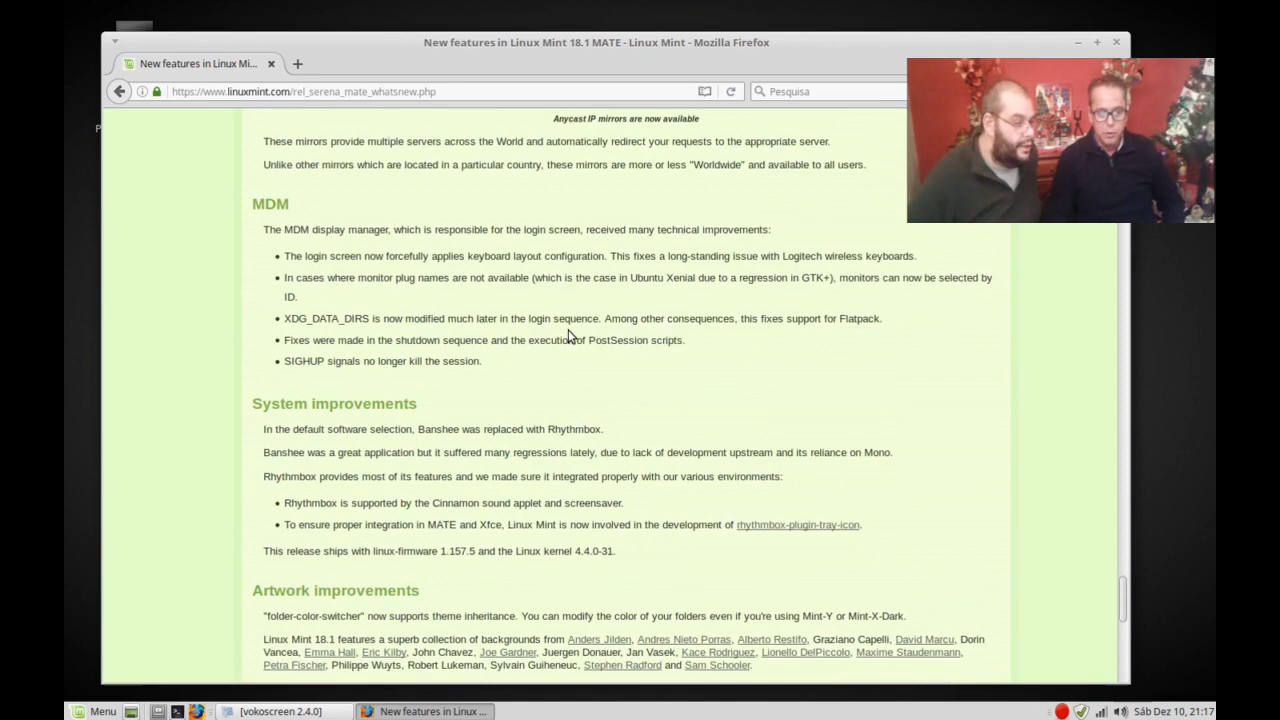 New features in Linux Mint 18.1 MATE - Linux Mint - Mozilla Firefox
New features in Linux Mi...
https://www.linuxmint.com/rel_serena_mate_whatsnew.php
Pesquisa
P
Anycast IP mirrors are now available
These mirrors provide multiple servers across the World and automatically redirect your requests to the appropriate server.
Unlike other mirrors which are located in a particular country, these mirrors are more or less "Worldwide" and available to all users.
MDM
The MDM display manager, which is responsible for the login screen, received many technical improvements:
The login screen now forcefully applies keyboard layout configuration. This fixes a long-standing issue with Logitech wireless keyboards.
In cases where monitor plug names are not available (which is the case in Ubuntu Xenial due to a regression in GTK+), monitors can now be selected by
ID.
XDG_DATA_DIRS is now modified much later in the login sequence. Among other consequences, this fixes support for Flatpack.
Fixes were made in the shutdown sequence and the execution of PostSession scripts.
SIGHUP signals no longer kill the session.
System improvements
In the default software selection, Banshee was replaced with Rhythmbox.
Banshee was a great application but it suffered many regressions lately, due to lack of development upstream and its reliance on Mono.
Rhythmbox provides most of its features and we made sure it integrated properly with our various environments:
Rhythmbox is supported by the Cinnamon sound applet and screensaver.
To ensure proper integration in MATE and Xfce, Linux Mint is now involved in the development of rhythmbox-plugin-tray-icon.
This release ships with linux-firmware 1.157.5 and the Linux kernel 4.4.0-31.
Artwork improvements
"folder-color-switcher" now supports theme inheritance. You can modify the color of your folders even if you're using Mint-Y or Mint-X-Dark.
Linux Mint 18.1 features a superb collection of backgrounds from Anders Jilden, Andres Nieto Porras, Alberto Restifo, Graziano Capelli, David Marcu, Dorin
Vancea, Emma Hall, Eric Kilby, John Chavez, Joe Gardner, Juergen Donauer, Jan Vasek, Kace Rodriguez, Lionello DelPiccolo, Maxime Staudenmann,
Petra Fischer, Philippe Wuyts, Robert Lukeman, Sylvain Guiheneuc, Stephen Radford and Sam Schooler.
Menu
[vokoscreen 2.4.0]
New features in Linux ...
Sáb Dez 10, 21:17